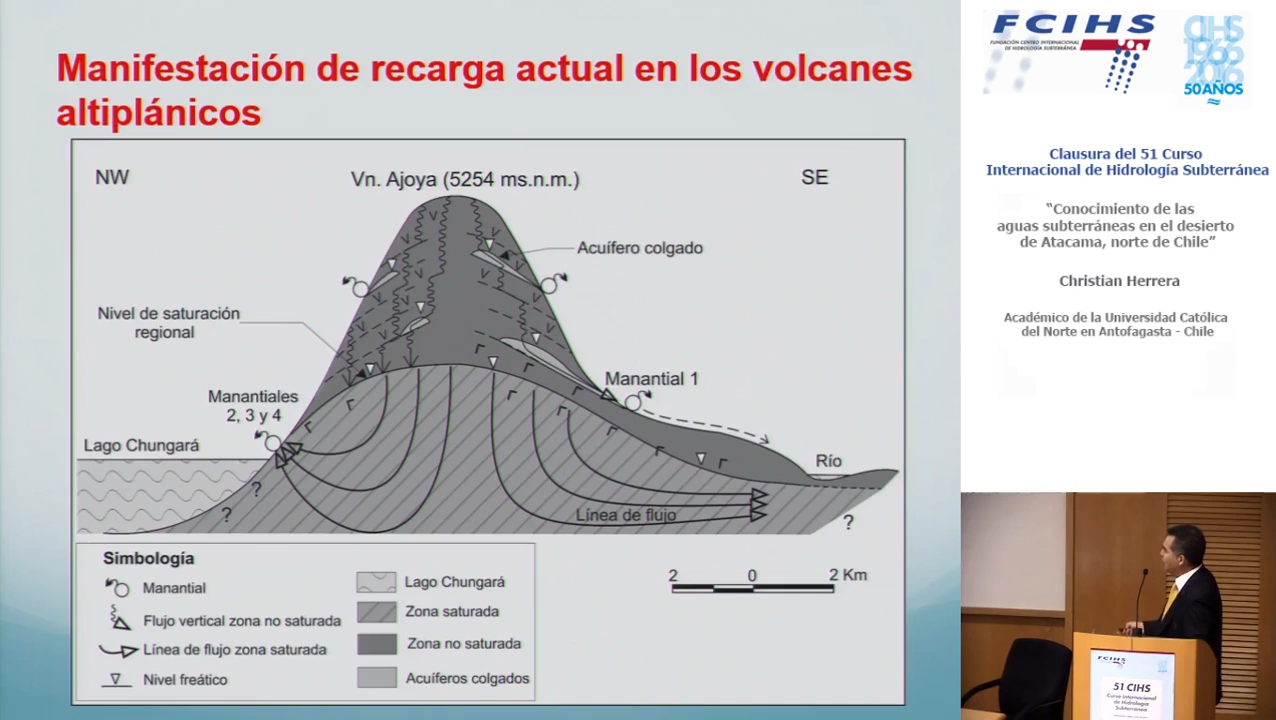 Manifestación de recarga actual en los volcanes
altiplánicos
NW
Vn. Ajoya (5254 ms.n.m.)
SE
Acuífero colgado
Nivel de saturación
regional
Manantiales
2, 3 y 4
Manantial 1
Lago Chungará
Río
?
?
?
Línea de flujo
Simbología
Manantial
Flujo vertical zona no saturada
Línea de flujo zona saturada
Nivel freático
Lago Chungará
Zona saturada
Zona no saturada
Acuíferos colgados
2 0 2 Km
FCIHS
FUNDACIÓN CENTRO INTERNACIONAL
DE HIDROLOGÍA SUBTERRÁNEA
CIHS
1966
2016
50 AÑOS
Clausura del 51 Curso
Internacional de Hidrología Subterránea
“Conocimiento de las
aguas subterráneas en el desierto
de Atacama, norte de Chile”
Christian Herrera
Académico de la Universidad Católica
del Norte en Antofagasta - Chile
FCIHS
51 CIHS
Curso Internacional
de Hidrología
Subterránea